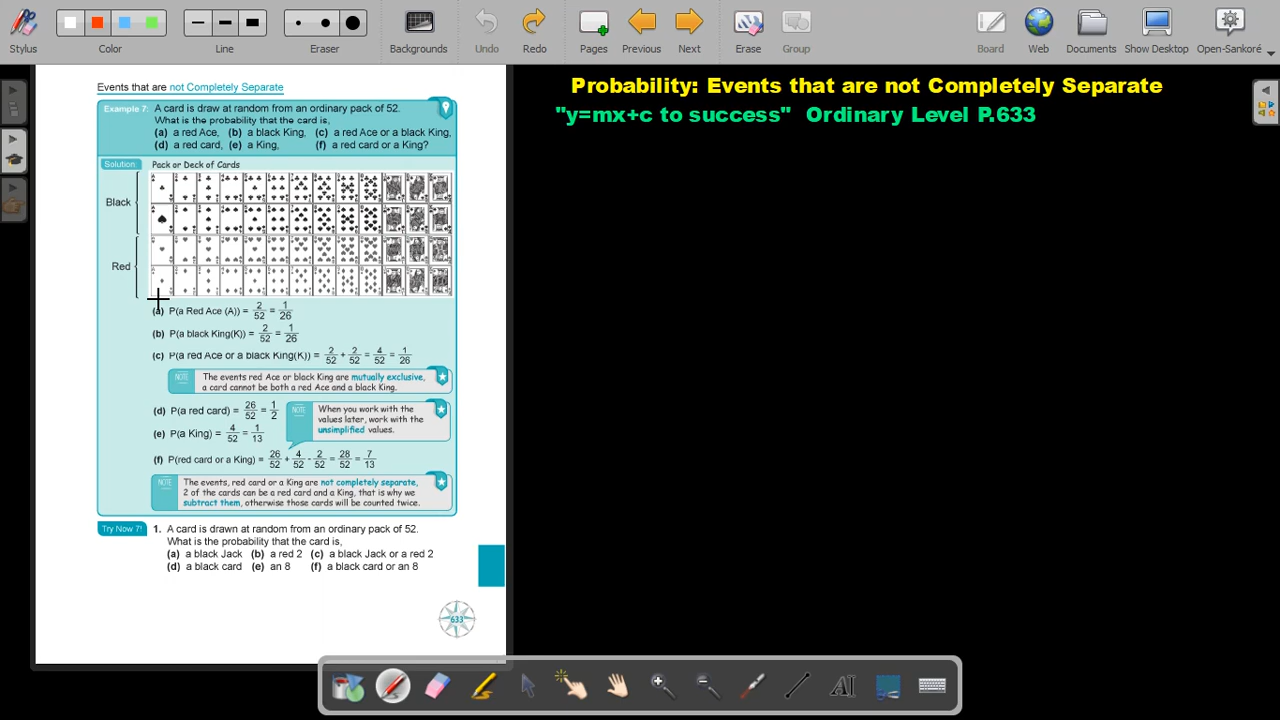 Stylus Color Line Eraser Backgrounds Undo Redo Pages Previous Next Erase Group Board Web Documents Show Desktop Open-Sankoré
Probability: Events that are not Completely Separate
"y=mx+c to success" Ordinary Level P.633
Events that are not Completely Separate
Example 7: A card is draw at random from an ordinary pack of 52.
What is the probability that the card is,
(a) a red Ace, (b) a black King, (c) a red Ace or a black King,
(d) a red card, (e) a King, (f) a red card or a King?
Solution: Pack or Deck of Cards
Black
Red
(a) P(a Red Ace (A)) = 2/52 = 1/26
(b) P(a black King(K)) = 2/52 = 1/26
(c) P(a red Ace or a black King(K)) = 2/52 + 2/52 = 4/52 = 1/26
NOTE The events red Ace or black King are mutually exclusive,
a card cannot be both a red Ace and a black King.
(d) P(a red card) = 26/52 = 1/2
NOTE When you work with the
values later, work with the
unsimplified values.
(e) P(a King) = 4/52 = 1/13
(f) P(red card or a King) = 26/52 + 4/52 - 2/52 = 28/52 = 7/13
NOTE The events, red card or a King are not completely separate,
2 of the cards can be a red card and a King, that is why we
subtract them, otherwise those cards will be counted twice.
Try Now 7! 1. A card is drawn at random from an ordinary pack of 52.
What is the probability that the card is,
(a) a black Jack (b) a red 2 (c) a black Jack or a red 2
(d) a black card (e) an 8 (f) a black card or an 8
633
AI